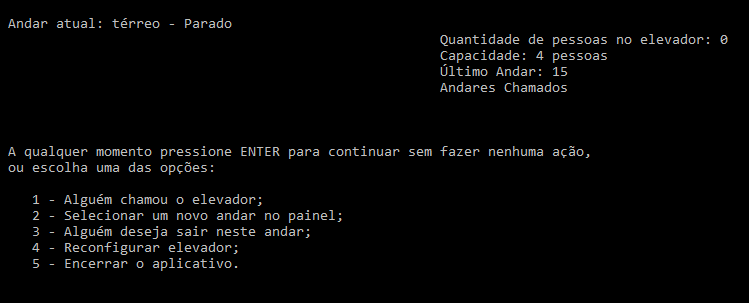 Andar atual: térreo - Parado
Quantidade de pessoas no elevador: 0
Capacidade: 4 pessoas
Último Andar: 15
Andares Chamados
A qualquer momento pressione ENTER para continuar sem fazer nenhuma ação,
ou escolha uma das opções:
1 - Alguém chamou o elevador;
2 - Selecionar um novo andar no painel;
3 - Alguém deseja sair neste andar;
4 - Reconfigurar elevador;
5 - Encerrar o aplicativo.